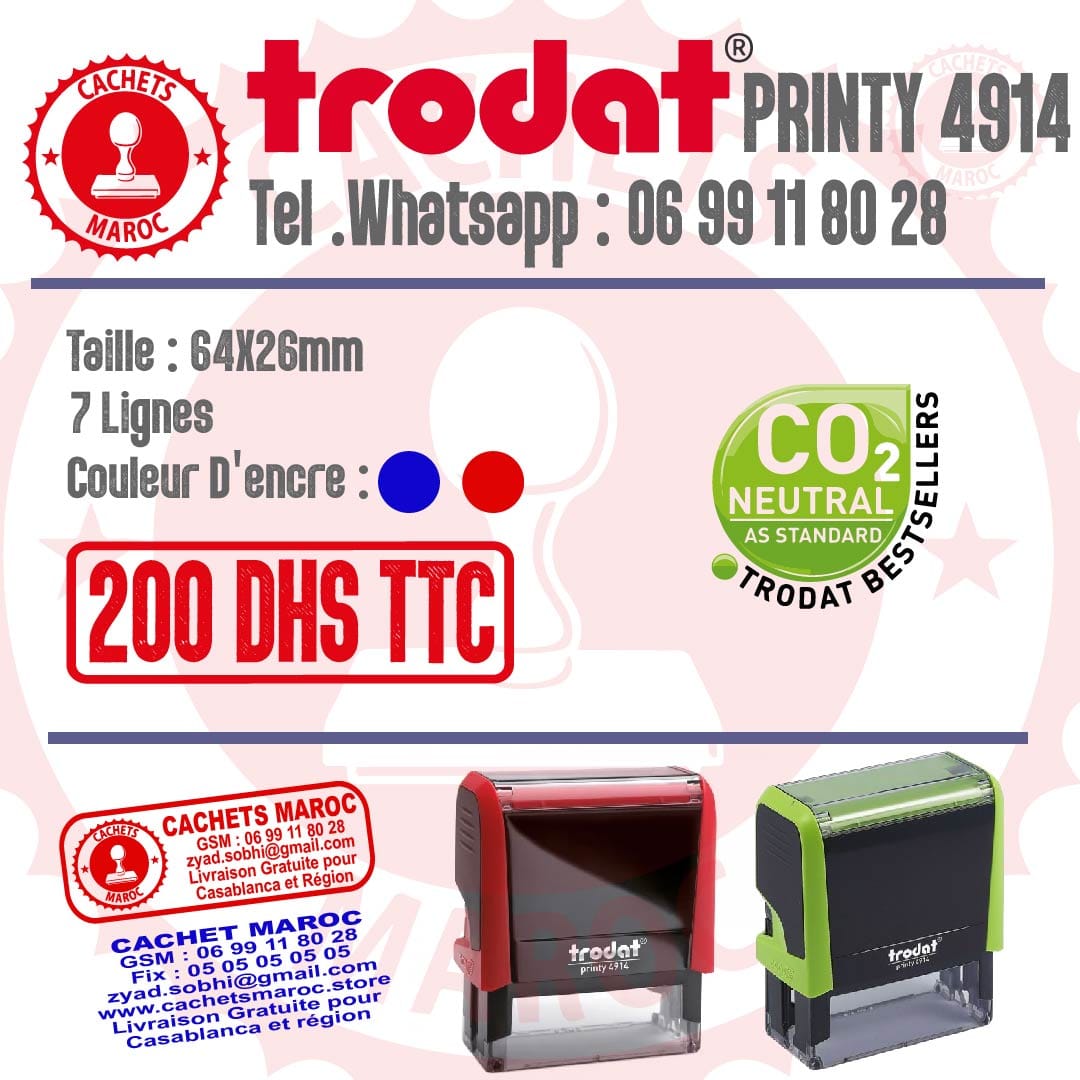 CACHETS
MAROC
trodat® PRINTY 4914
Tel .Whatsapp : 06 99 11 80 28
CACHETS
MAROC
Taille : 64X26mm
7 Lignes
Couleur D'encre :
200 DHS TTC
CO2
NEUTRAL
AS STANDARD
TRODAT BESTSELLERS
CACHETS
MAROC
CACHETS MAROC
GSM : 06 99 11 80 28
zyad.sobhi@gmail.com
Livraison Gratuite pour
Casablanca et Région
CACHETS
MAROC
CACHET MAROC
GSM : 06 99 11 80 28
Fix : 05 05 05 05 05
zyad.sobhi@gmail.com
www.cachetsmaroc.store
Livraison Gratuite pour
Casablanca et région
trodat®
printy 4914
trodat®
printy 4914